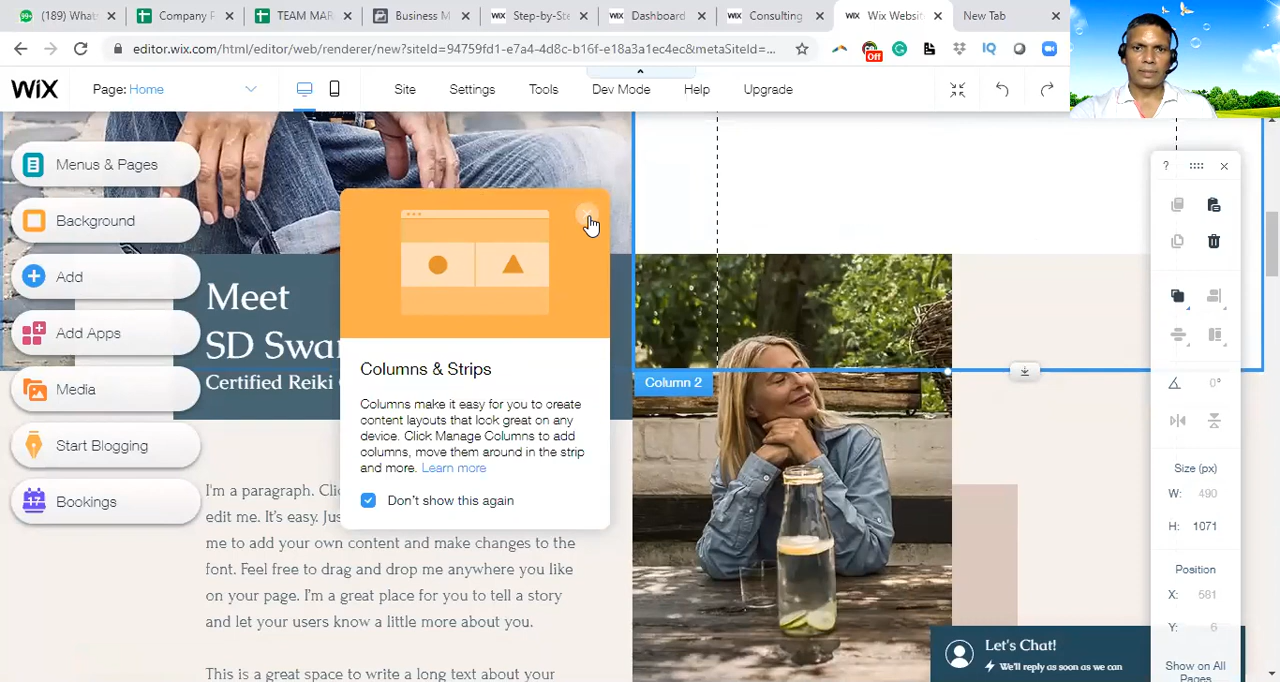 (189) What
Company F
TEAM MAR
Business M
Step-by-Ste
Dashboard
Consulting
Wix Websit
New Tab
editor.wix.com/html/editor/web/renderer/new?siteId=94759fd1-e7a4-4d8c-b16f-e18a3a1ec4ec&metaSiteId=...
Off
IQ
WiX
Page: Home
Site
Settings
Tools
Dev Mode
Help
Upgrade
Menus & Pages
Background
Add
Add Apps
Media
Start Blogging
17
Bookings
Meet
SD Swa
Certified Reiki
I'm a paragraph. Clic
edit me. It's easy. Jus
me to add your own content and make changes to the
font. Feel free to drag and drop me anywhere you like
on your page. I'm a great place for you to tell a story
and let your users know a little more about you.
This is a great space to write a long text about your
Columns & Strips
Columns make it easy for you to create
content layouts that look great on any
device. Click Manage Columns to add
columns, move them around in the strip
and more. Learn more
Don't show this again
Column 2
Let's Chat!
We'll reply as soon as we can
?
0°
Size (px)
W: 490
H: 1071
Position
X: 581
Y: 6
Show on All
Pages